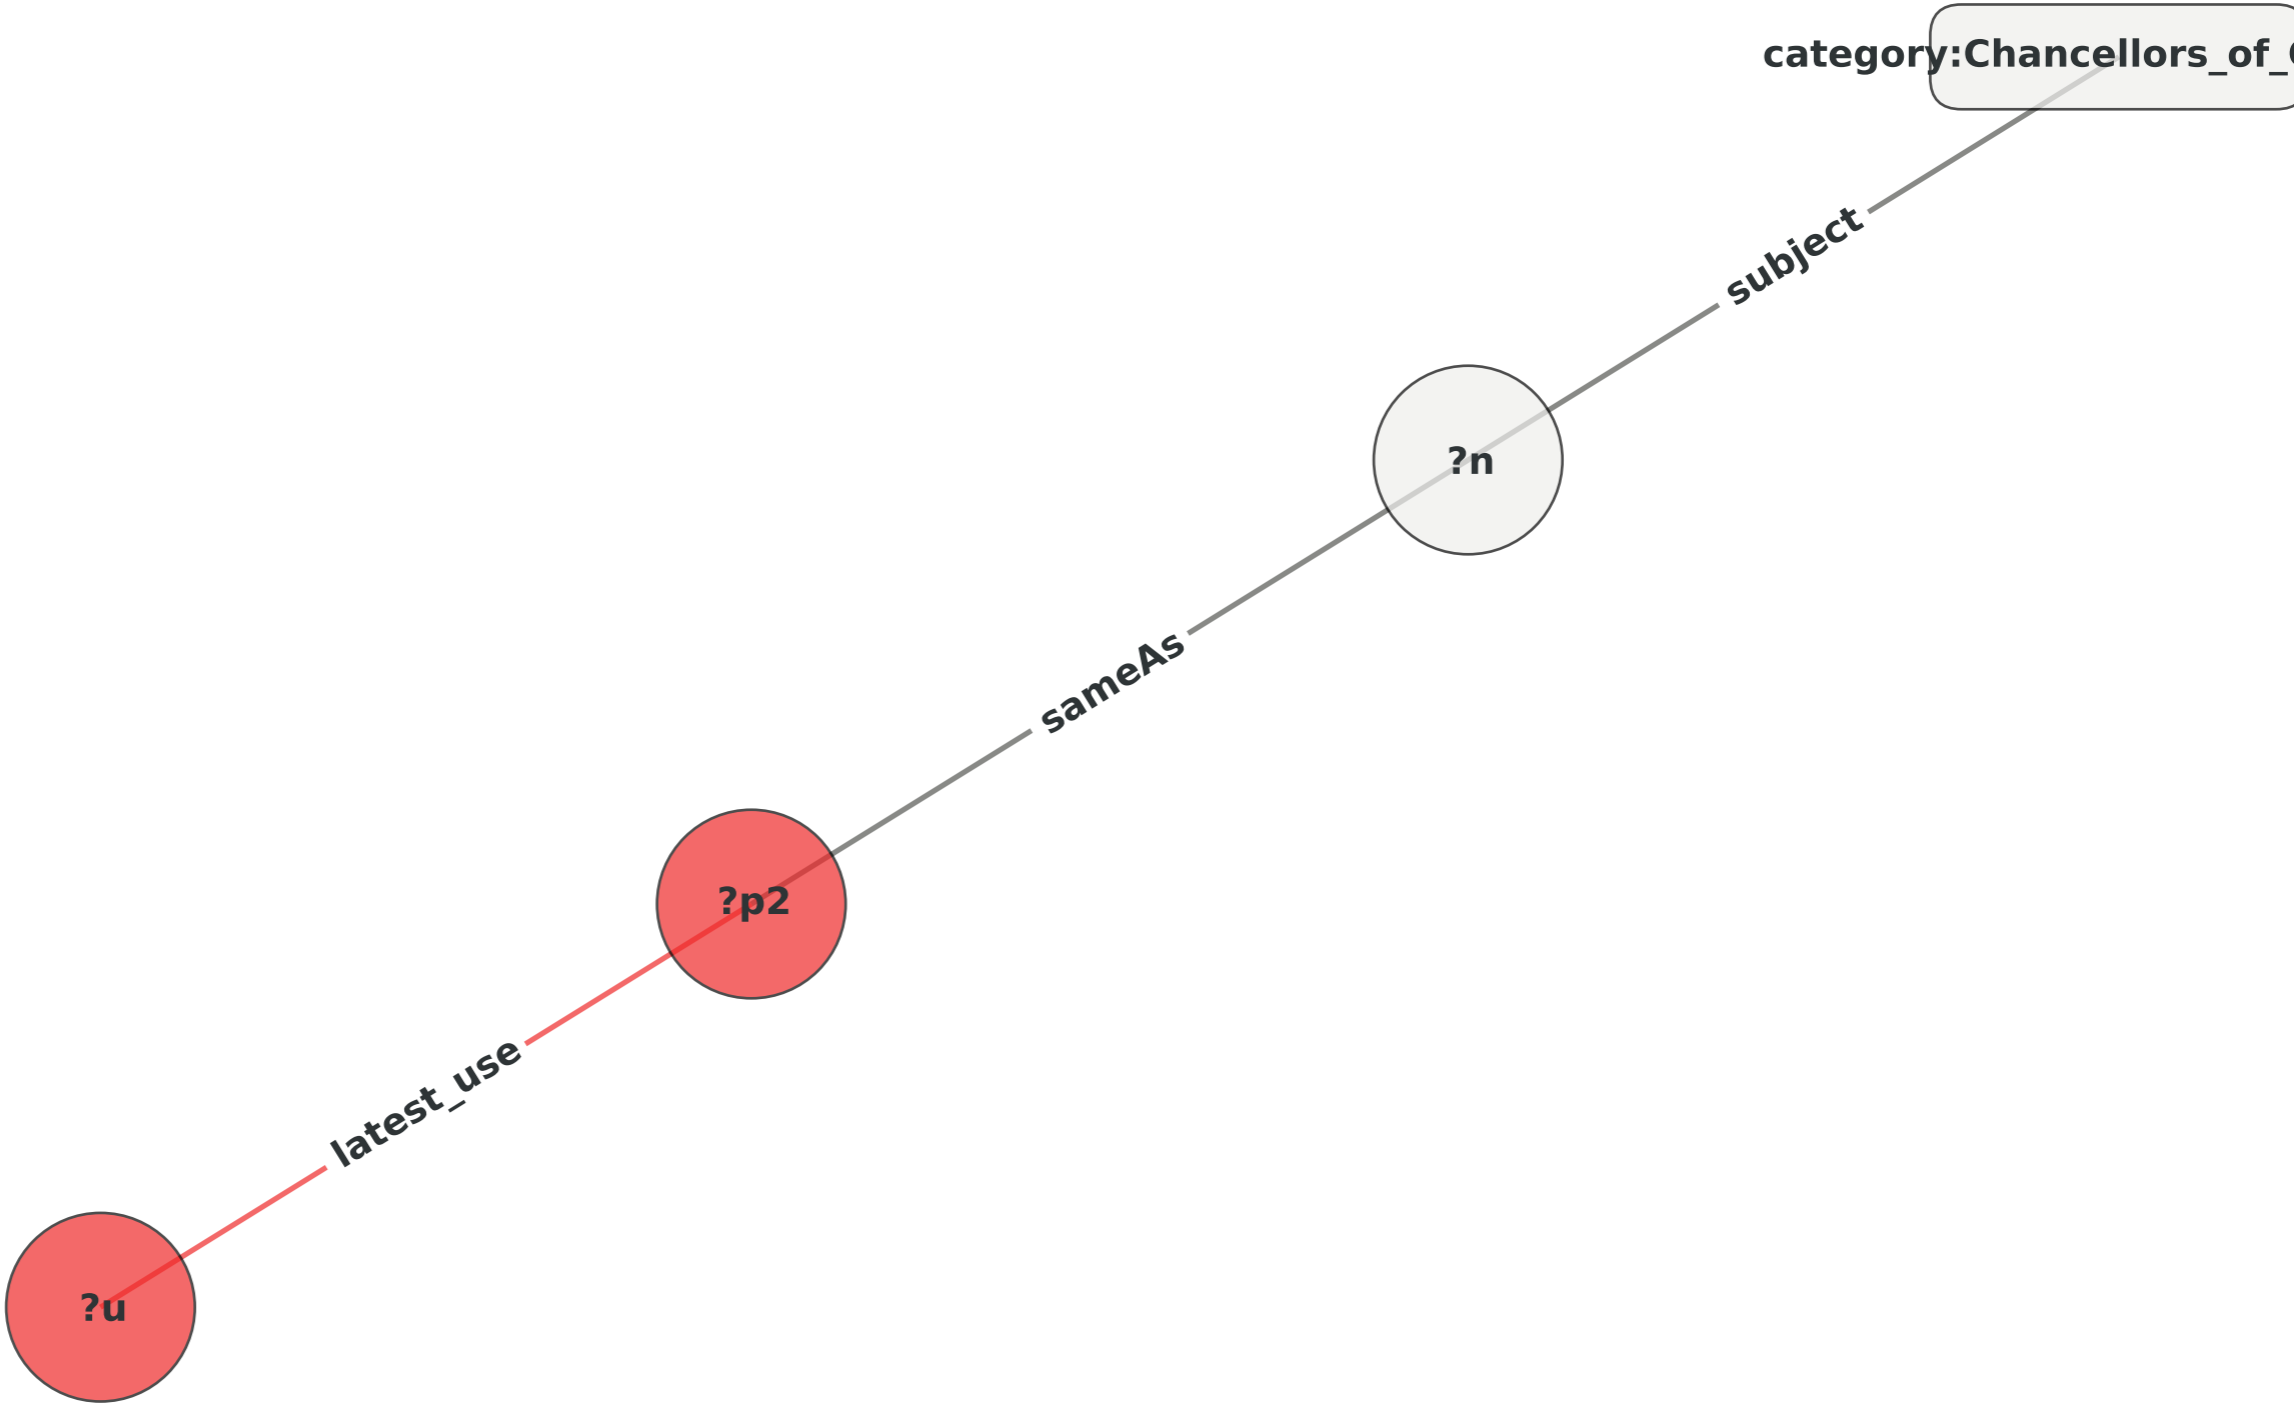 category:Chancellors_of_
subject
?n
sameAs
?p2
latest_use
?u